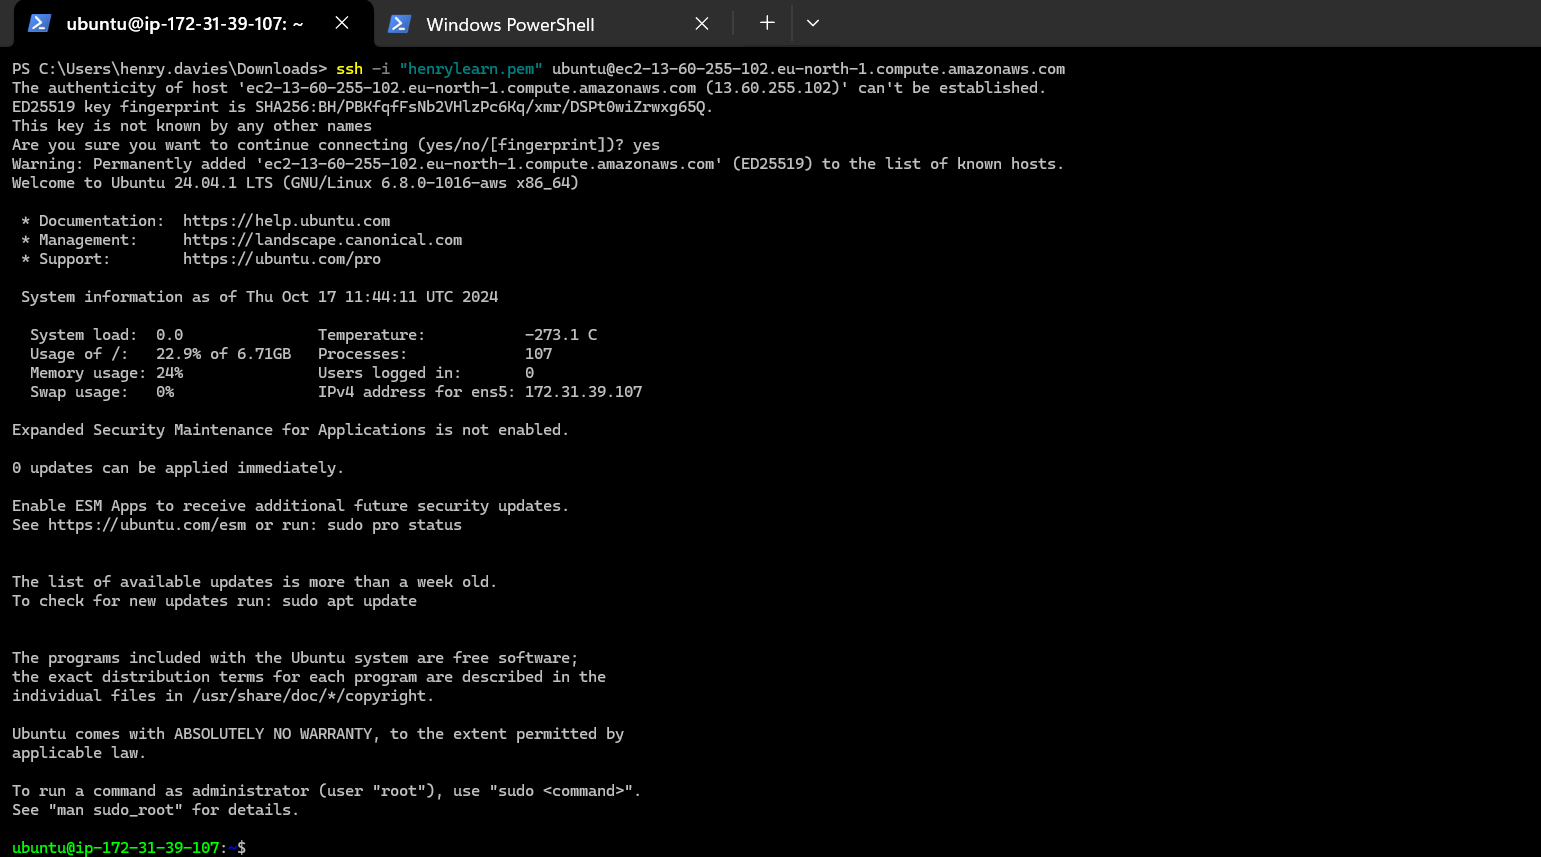 ubuntu@ip-172-31-39-107: ~
Windows PowerShell
PS C:\Users\henry.davies\Downloads> ssh -i "henrylearn.pem" ubuntu@ec2-13-60-255-102.eu-north-1.compute.amazonaws.com
The authenticity of host 'ec2-13-60-255-102.eu-north-1.compute.amazonaws.com (13.60.255.102)' can't be established.
ED25519 key fingerprint is SHA256:BH/PBKfqfFsNb2VHlzPc6Kq/xmr/DSPt0wiZrwxg65Q.
This key is not known by any other names
Are you sure you want to continue connecting (yes/no/[fingerprint])? yes
Warning: Permanently added 'ec2-13-60-255-102.eu-north-1.compute.amazonaws.com' (ED25519) to the list of known hosts.
Welcome to Ubuntu 24.04.1 LTS (GNU/Linux 6.8.0-1016-aws x86_64)
* Documentation:  https://help.ubuntu.com
* Management:     https://landscape.canonical.com
* Support:        https://ubuntu.com/pro
System information as of Thu Oct 17 11:44:11 UTC 2024
System load:  0.0               Temperature:           -273.1 C
Usage of /:   22.9% of 6.71GB   Processes:             107
Memory usage: 24%               Users logged in:       0
Swap usage:   0%                IPv4 address for ens5: 172.31.39.107
Expanded Security Maintenance for Applications is not enabled.
0 updates can be applied immediately.
Enable ESM Apps to receive additional future security updates.
See https://ubuntu.com/esm or run: sudo pro status
The list of available updates is more than a week old.
To check for new updates run: sudo apt update
The programs included with the Ubuntu system are free software;
the exact distribution terms for each program are described in the
individual files in /usr/share/doc/*/copyright.
Ubuntu comes with ABSOLUTELY NO WARRANTY, to the extent permitted by
applicable law.
To run a command as administrator (user "root"), use "sudo <command>".
See "man sudo_root" for details.
ubuntu@ip-172-31-39-107:~$